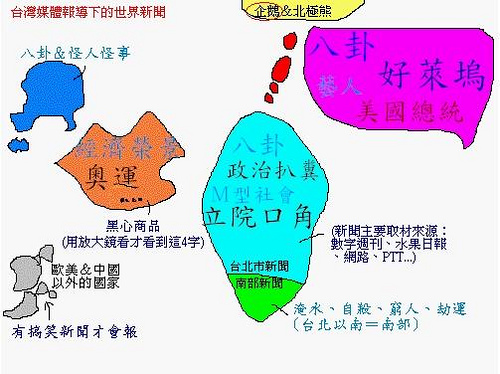 台灣媒體報導下的世界新聞
企鵝&北極熊
八卦&怪人怪事
八卦
好萊塢
藝人
美國總統
經濟榮景
奧運
黑心商品
(用放大鏡看才看到這4字)
八卦
政治扒糞
M型社會
立院口角
台北市新聞
南部新聞
(新聞主要取材來源：
數字週刊、水果日報
、網路、PTT...)
淹水、自殺、窮人、劫運
(台北以南＝南部)
歐美&中國
以外的國家
有搞笑新聞才會報